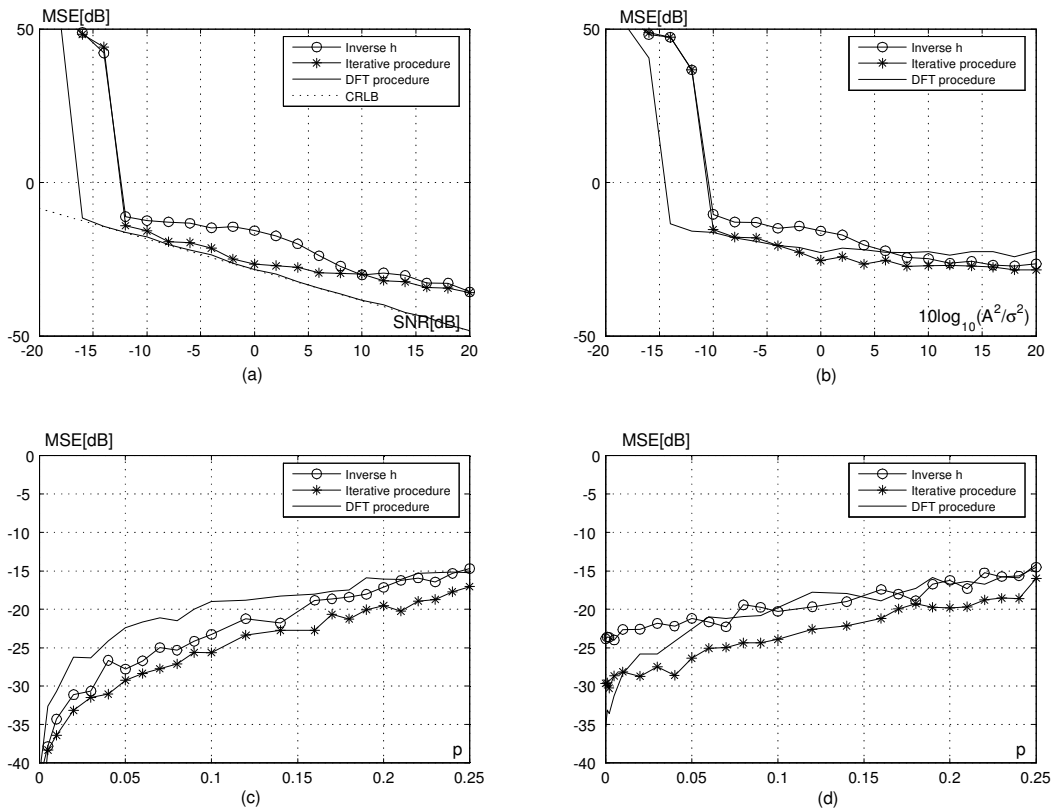 MSE[dB]
50
0
-50
Inverse h
Iterative procedure
DFT procedure
CRLB
SNR[dB]
-20 -15 -10 -5 0 5 10 15 20
(a)
MSE[dB]
50
0
-50
Inverse h
Iterative procedure
DFT procedure
10log10(A2/σ2)
-20 -15 -10 -5 0 5 10 15 20
(b)
MSE[dB]
0
-5
-10
-15
-20
-25
-30
-35
-40
Inverse h
Iterative procedure
DFT procedure
p
0 0.05 0.1 0.15 0.2 0.25
(c)
MSE[dB]
0
-5
-10
-15
-20
-25
-30
-35
-40
Inverse h
Iterative procedure
DFT procedure
p
0 0.05 0.1 0.15 0.2 0.25
(d)